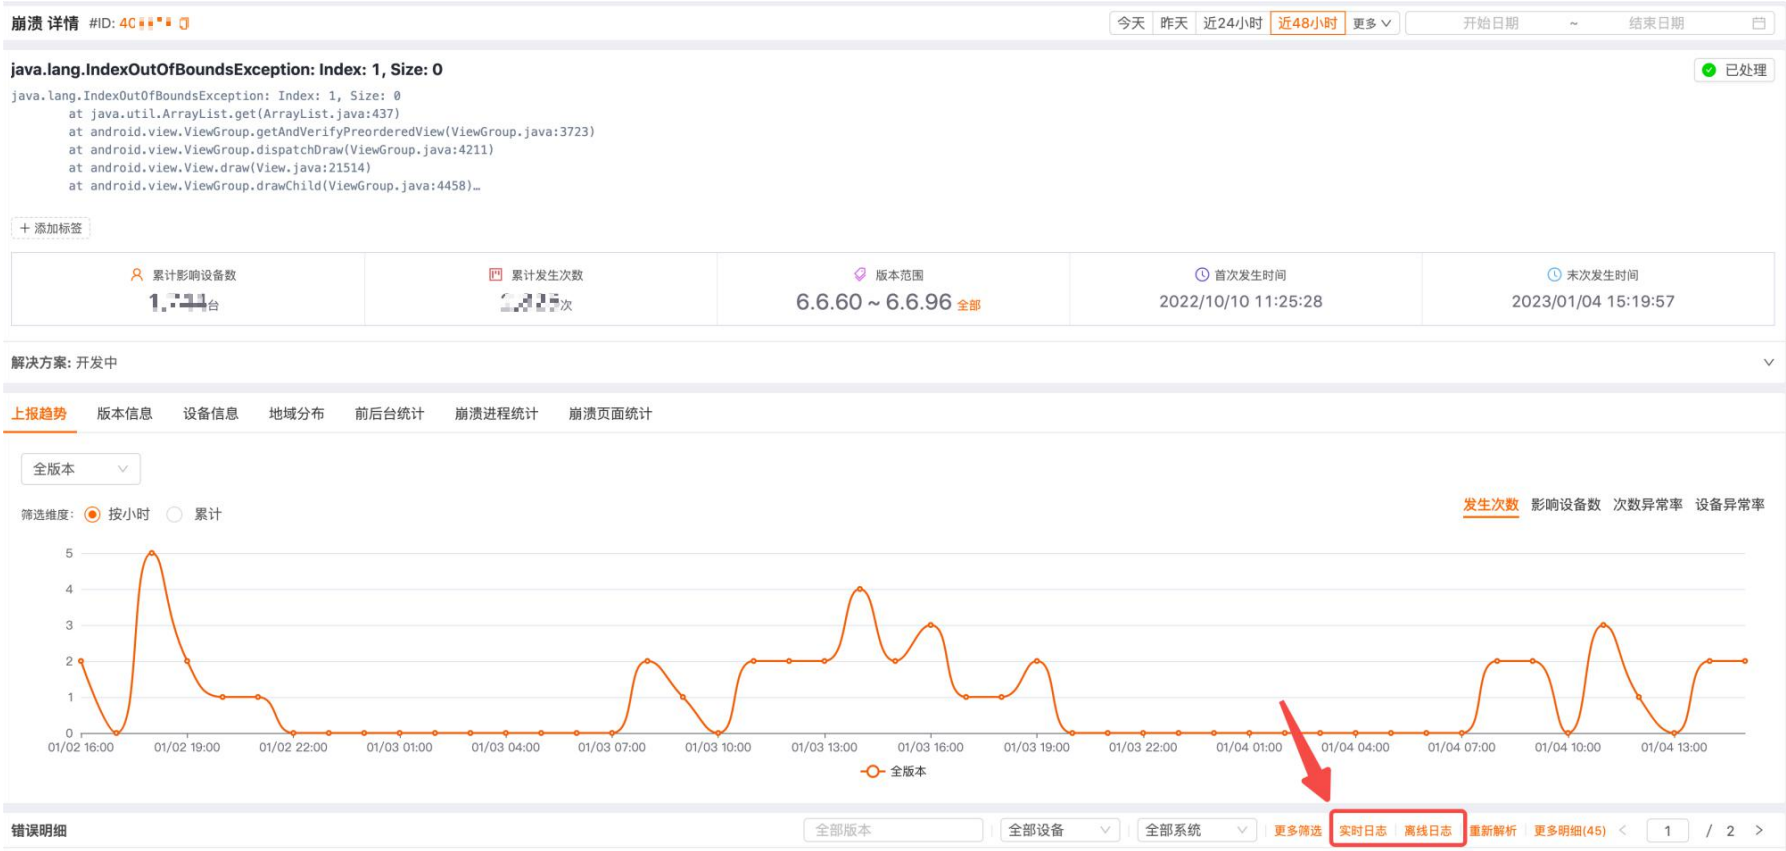 崩溃 详情 #ID: 40
今天 昨天 近24小时 近48小时 更多 开始日期 ~ 结束日期
java.lang.IndexOutOfBoundsException: Index: 1, Size: 0
已处理
java.lang.IndexOutOfBoundsException: Index: 1, Size: 0
at java.util.ArrayList.get(ArrayList.java:437)
at android.view.ViewGroup.getAndVerifyPreorderedView(ViewGroup.java:3723)
at android.view.ViewGroup.dispatchDraw(ViewGroup.java:4211)
at android.view.View.draw(View.java:21514)
at android.view.ViewGroup.drawChild(ViewGroup.java:4458)…
+ 添加标签
累计影响设备数 累计发生次数 版本范围 首次发生时间 末次发生时间
台 次 6.6.60 ~ 6.6.96 全部 2022/10/10 11:25:28 2023/01/04 15:19:57
解决方案: 开发中
上报趋势 版本信息 设备信息 地域分布 前后台统计 崩溃进程统计 崩溃页面统计
全版本
筛选维度: 按小时 累计
发生次数 影响设备数 次数异常率 设备异常率
5
4
3
2
1
0
01/02 16:00 01/02 19:00 01/02 22:00 01/03 01:00 01/03 04:00 01/03 07:00 01/03 10:00 01/03 13:00 01/03 16:00 01/03 19:00 01/03 22:00 01/04 01:00 01/04 04:00 01/04 07:00 01/04 10:00 01/04 13:00
全版本
错误明细 全部版本 全部设备 全部系统 更多筛选 实时日志 离线日志 重新解析 更多明细(45) < 1 / 2 >